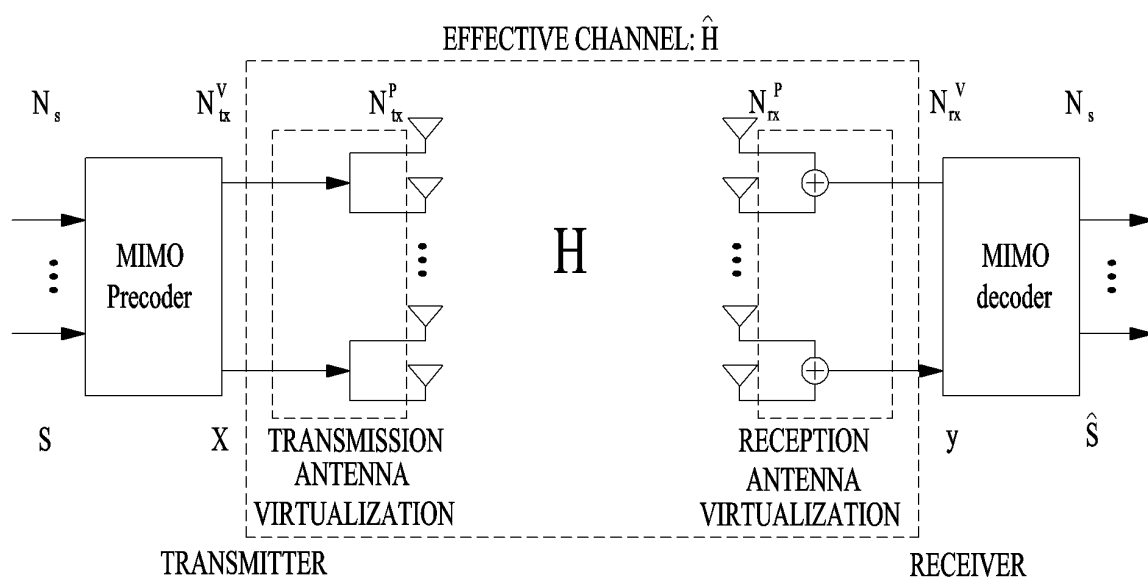 EFFECTIVE CHANNEL: Ĥ
N_s N_tx^V N_tx^P N_rx^P N_rx^V N_s
H
MIMO
Precoder
MIMO
decoder
S X y Ŝ
TRANSMISSION
ANTENNA
VIRTUALIZATION
RECEPTION
ANTENNA
VIRTUALIZATION
TRANSMITTER
RECEIVER